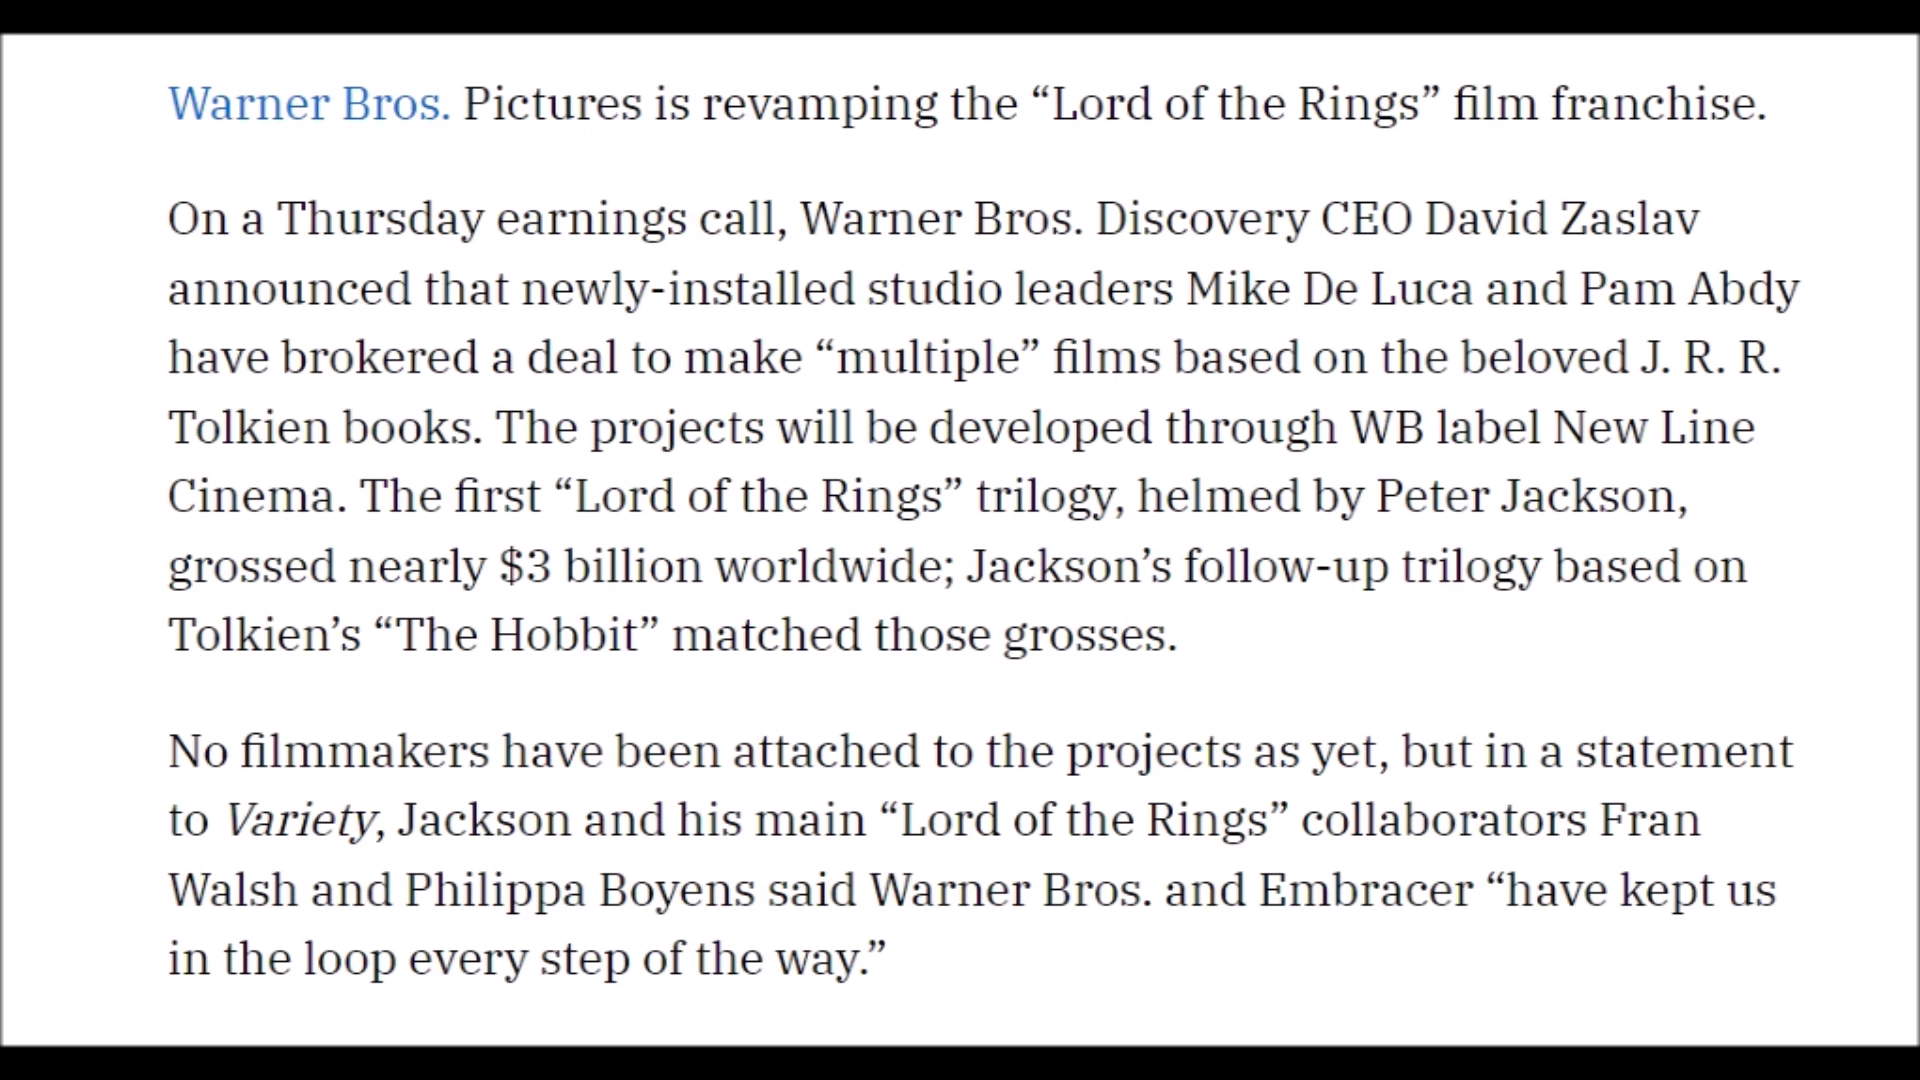 Warner Bros. Pictures is revamping the “Lord of the Rings” film franchise.
On a Thursday earnings call, Warner Bros. Discovery CEO David Zaslav
announced that newly-installed studio leaders Mike De Luca and Pam Abdy
have brokered a deal to make “multiple” films based on the beloved J. R. R.
Tolkien books. The projects will be developed through WB label New Line
Cinema. The first “Lord of the Rings” trilogy, helmed by Peter Jackson,
grossed nearly $3 billion worldwide; Jackson’s follow-up trilogy based on
Tolkien’s “The Hobbit” matched those grosses.
No filmmakers have been attached to the projects as yet, but in a statement
to Variety, Jackson and his main “Lord of the Rings” collaborators Fran
Walsh and Philippa Boyens said Warner Bros. and Embracer “have kept us
in the loop every step of the way.”